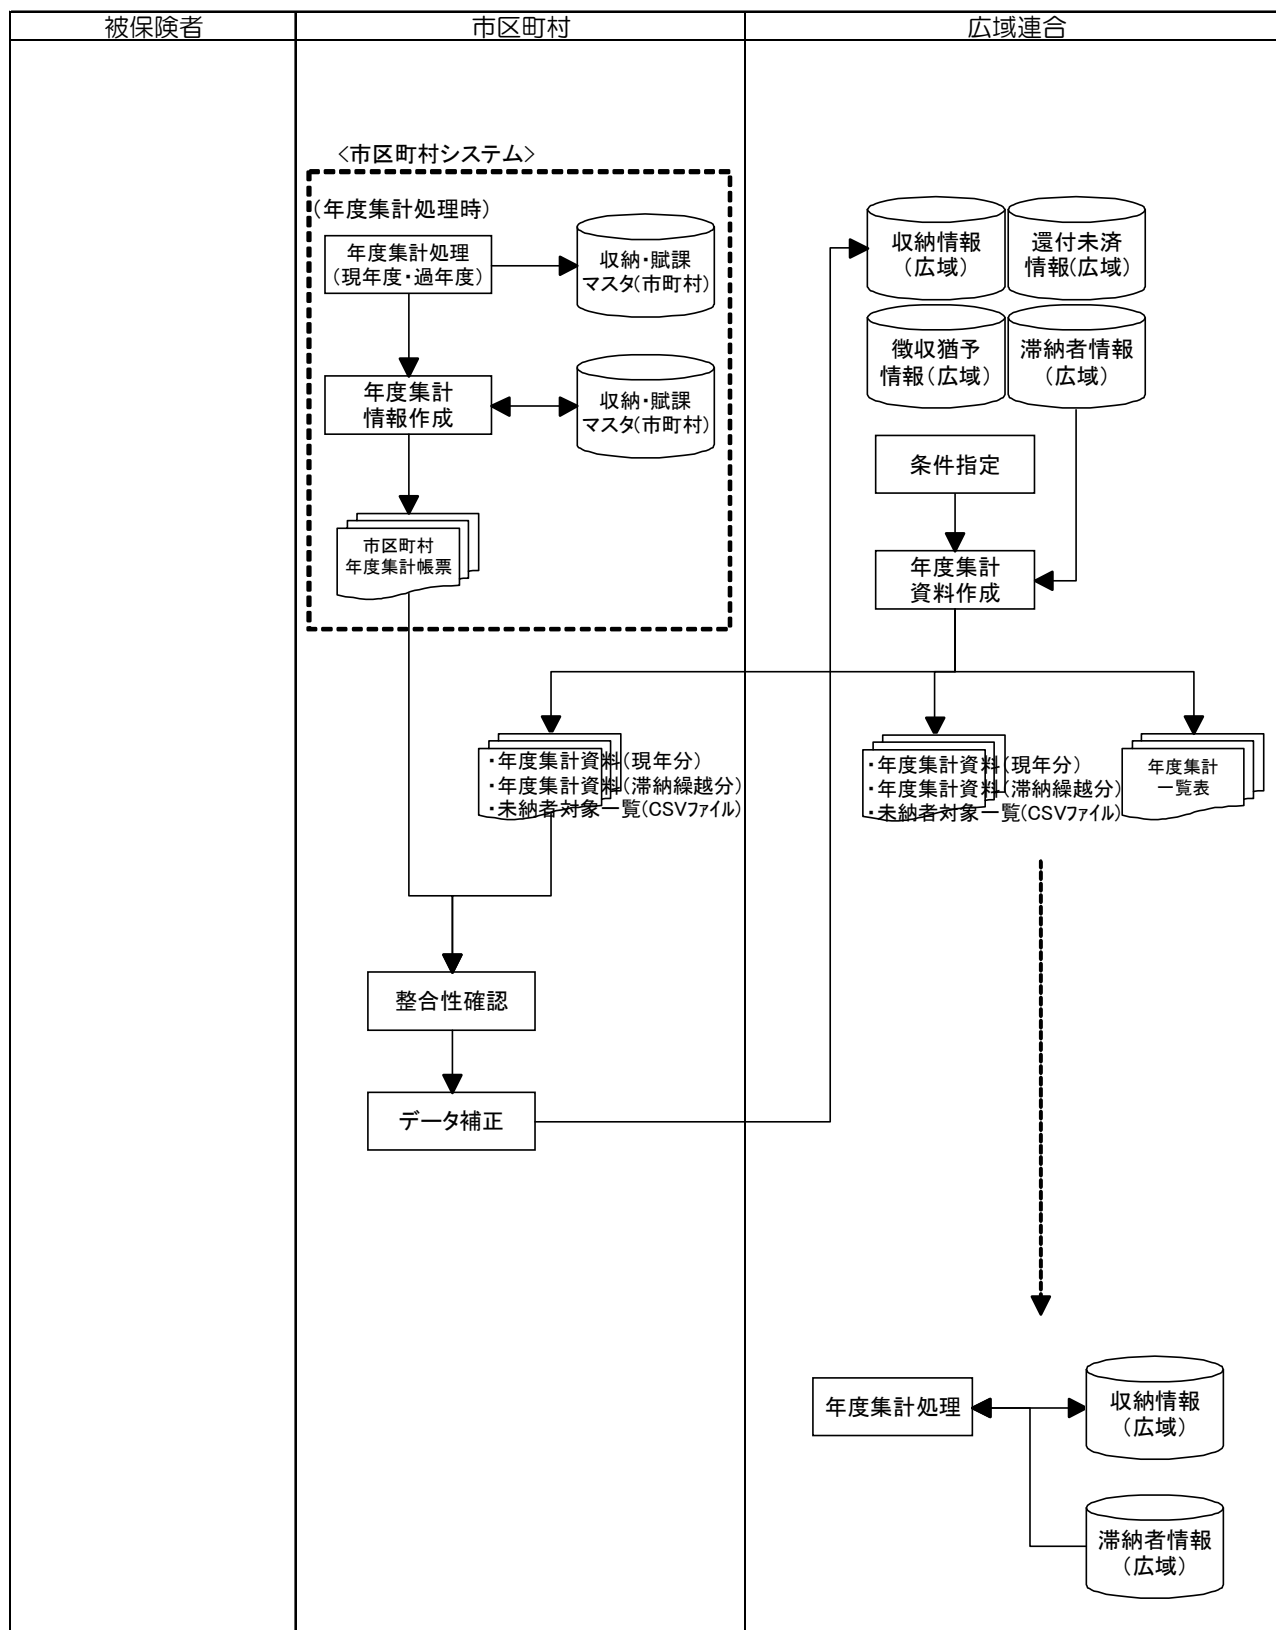 被保険者
市区町村
広域連合
<市区町村システム>
(年度集計処理時)
年度集計処理
(現年度・過年度)
収納・賦課
マスタ(市町村)
年度集計
情報作成
収納・賦課
マスタ(市町村)
市区町村
年度集計帳票
収納情報
(広域)
還付未済
情報(広域)
徴収猶予
情報(広域)
滞納者情報
(広域)
条件指定
年度集計
資料作成
・年度集計資料(現年分)
・年度集計資料(滞納繰越分)
・未納者対象一覧(CSVファイル)
・年度集計資料(現年分)
・年度集計資料(滞納繰越分)
・未納者対象一覧(CSVファイル)
年度集計
一覧表
整合性確認
データ補正
年度集計処理
収納情報
(広域)
滞納者情報
(広域)